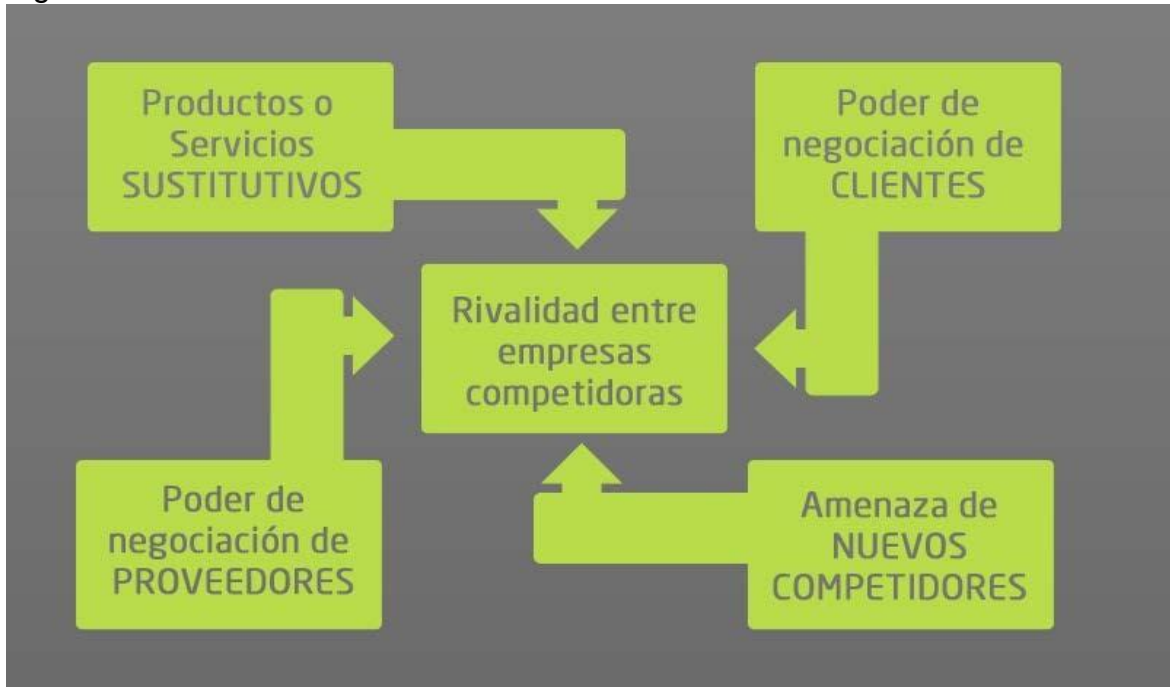 Productos o
Servicios
SUSTITUTIVOS
Poder de
negociación de
CLIENTES
Rivalidad entre
empresas
competidoras
Poder de
negociación de
PROVEEDORES
Amenaza de
NUEVOS
COMPETIDORES